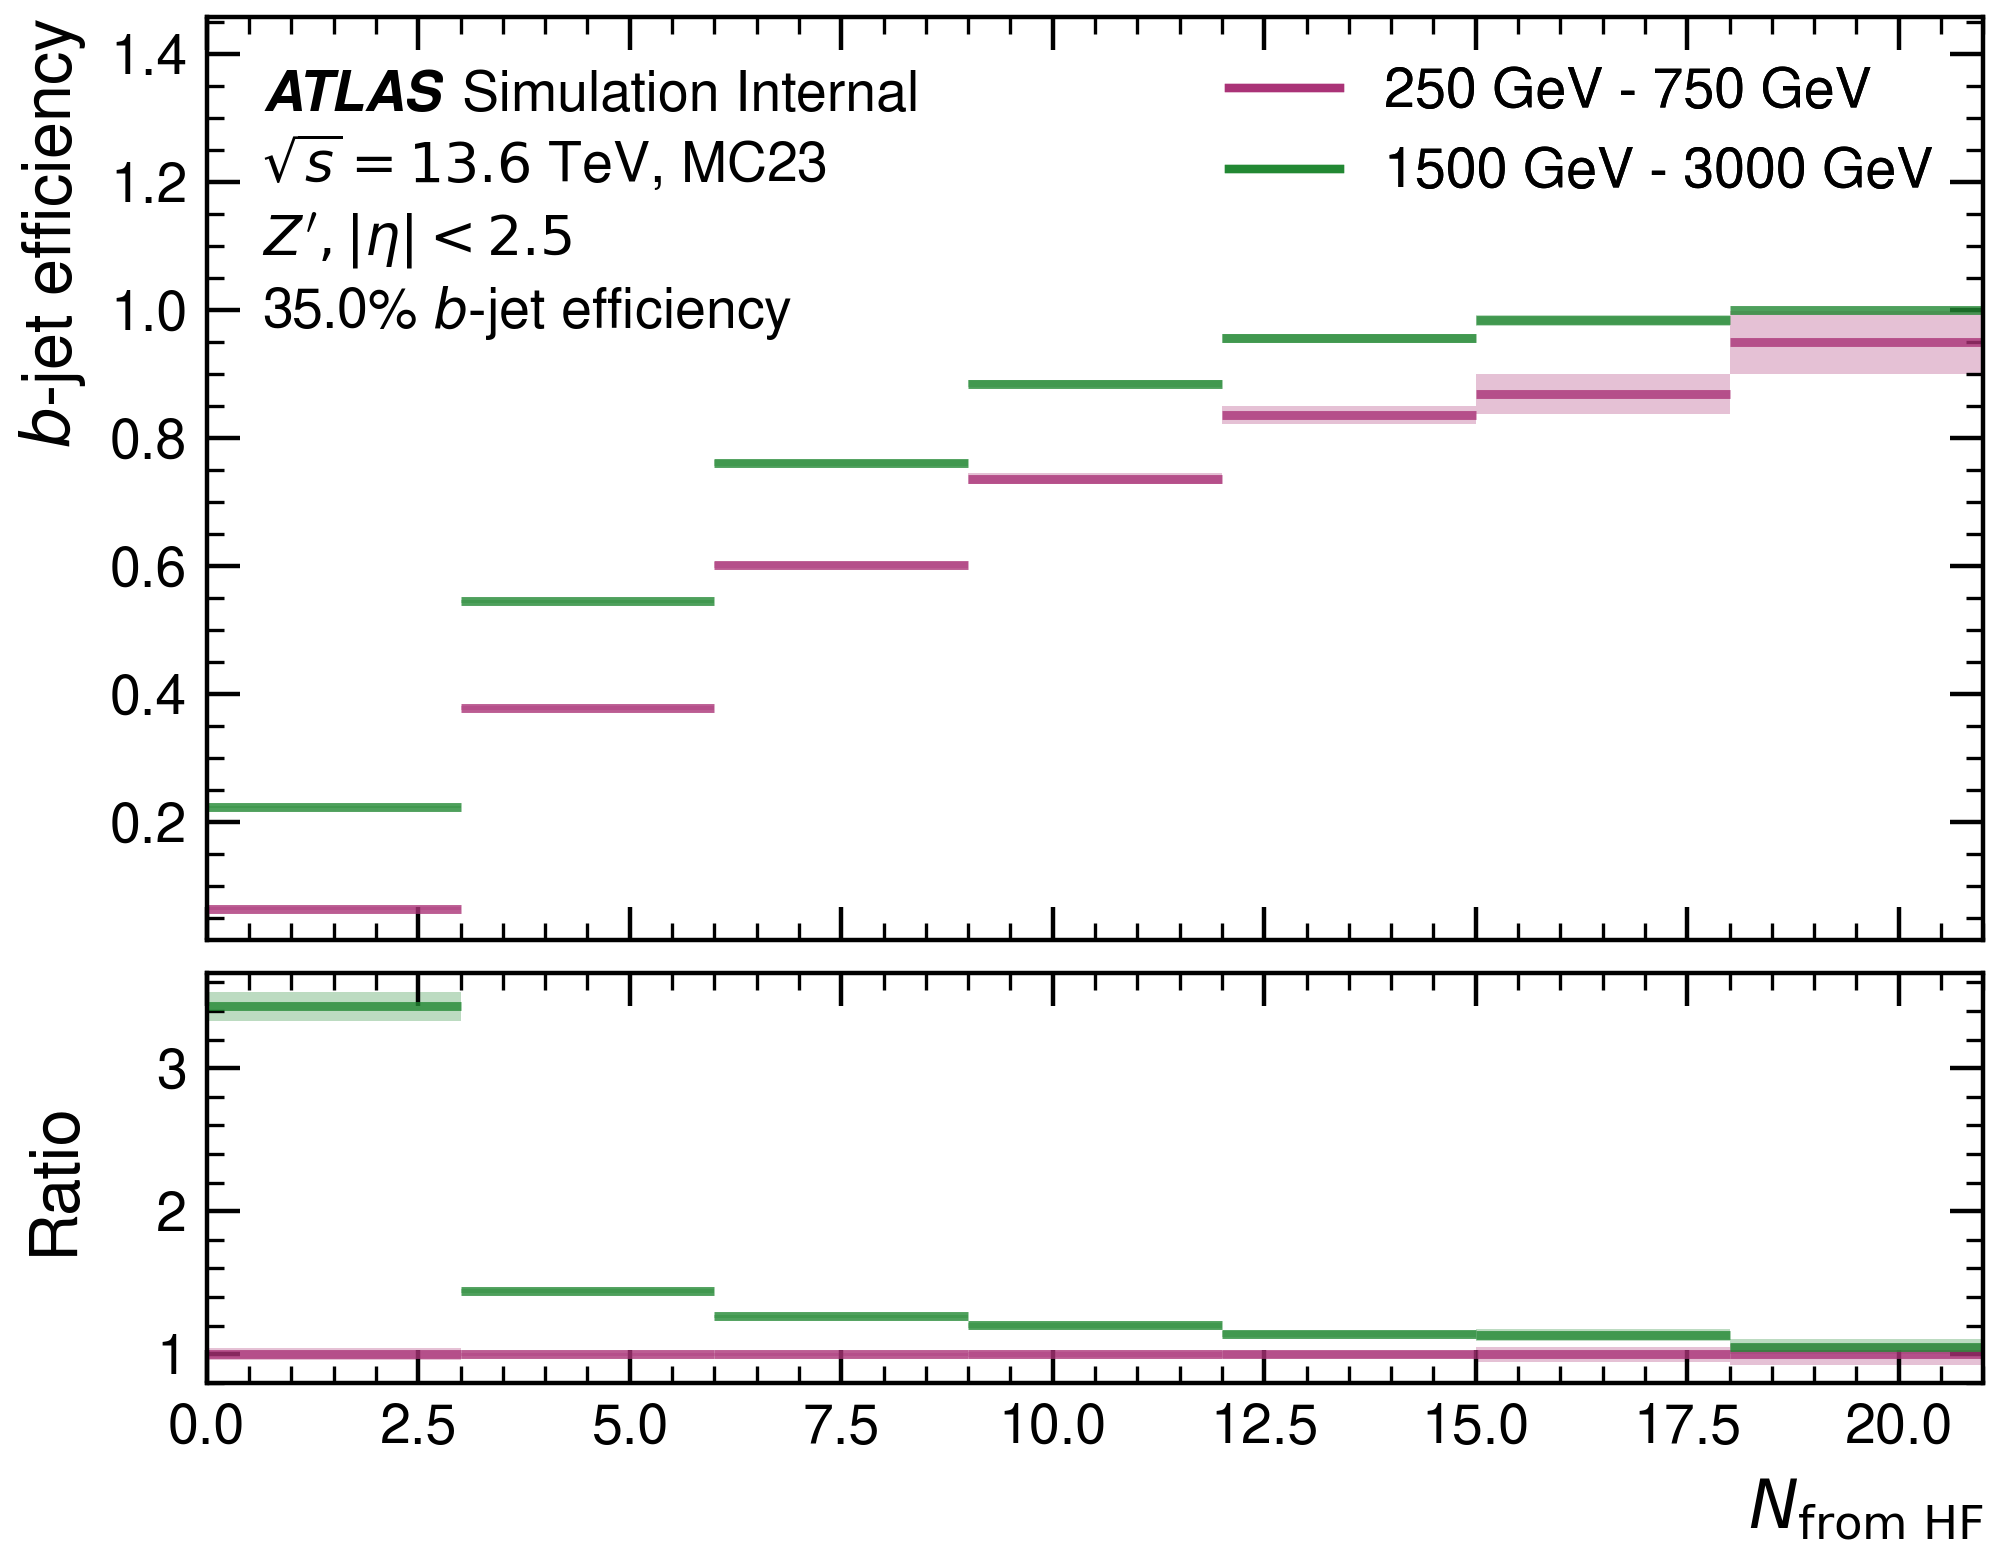 b-jet efficiency
1.4
1.2
1.0
0.8
0.6
0.4
0.2
ATLAS Simulation Internal
√s = 13.6 TeV, MC23
Z′, |η| < 2.5
35.0% b-jet efficiency
250 GeV - 750 GeV
1500 GeV - 3000 GeV
Ratio
3
2
1
0.0 2.5 5.0 7.5 10.0 12.5 15.0 17.5 20.0
N from HF